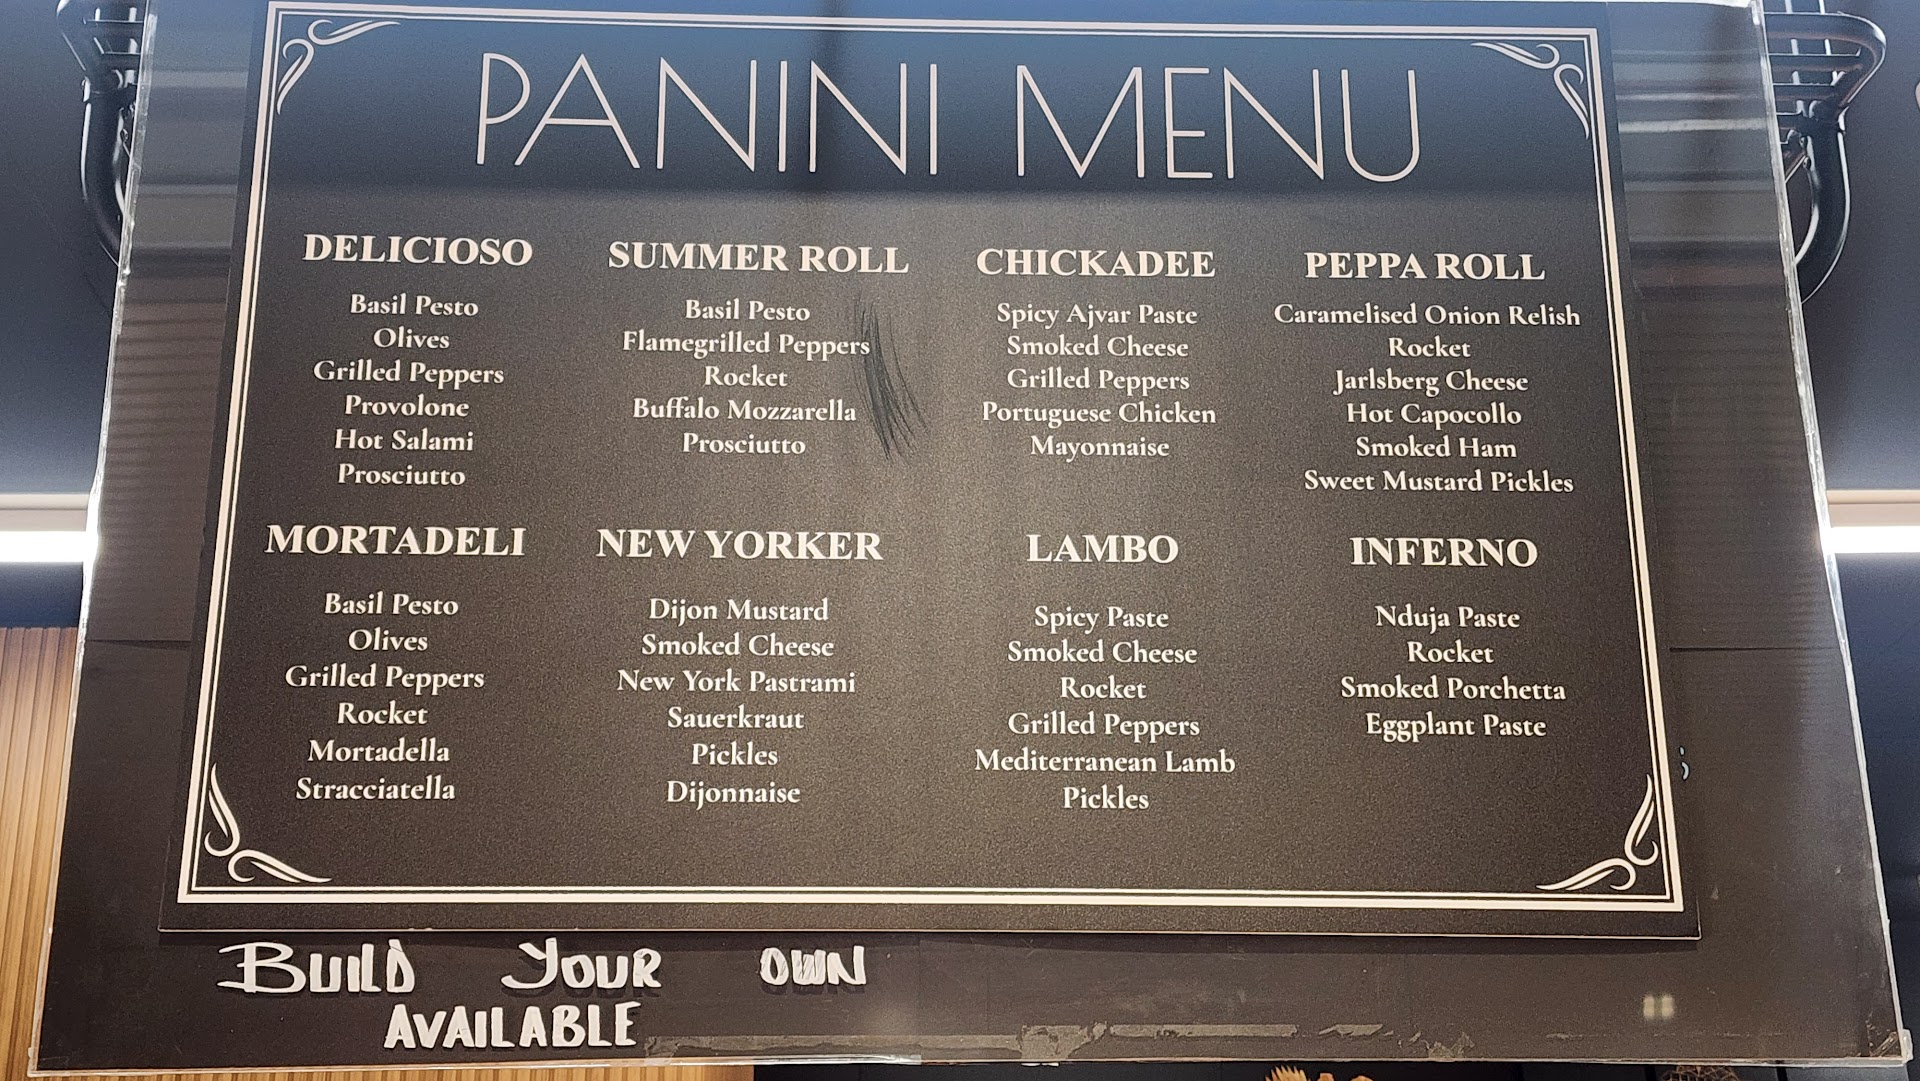 PANINI MENU
DELICIOSO
Basil Pesto
Olives
Grilled Peppers
Provolone
Hot Salami
Prosciutto
SUMMER ROLL
Basil Pesto
Flamegrilled Peppers
Rocket
Buffalo Mozzarella
Prosciutto
CHICKADEE
Spicy Ajvar Paste
Smoked Cheese
Grilled Peppers
Portuguese Chicken
Mayonnaise
PEPPA ROLL
Caramelised Onion Relish
Rocket
Jarlsberg Cheese
Hot Capocollo
Smoked Ham
Sweet Mustard Pickles
MORTADELI
Basil Pesto
Olives
Grilled Peppers
Rocket
Mortadella
Stracciatella
NEW YORKER
Dijon Mustard
Smoked Cheese
New York Pastrami
Sauerkraut
Pickles
Dijonnaise
LAMBO
Spicy Paste
Smoked Cheese
Rocket
Grilled Peppers
Mediterranean Lamb
Pickles
INFERNO
Nduja Paste
Rocket
Smoked Porchetta
Eggplant Paste
BUILD YOUR OWN
AVAILABLE